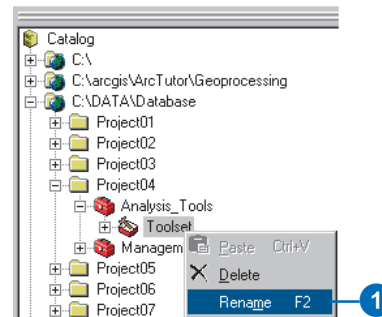 Catalog
C:\
C:\arcgis\ArcTutor\Geoprocessing
C:\DATA\Database
Project01
Project02
Project03
Project04
Analysis_Tools
Toolset
Managem
Paste Ctrl+V
Delete
Project05
Project06
Rename F2
1
Project07